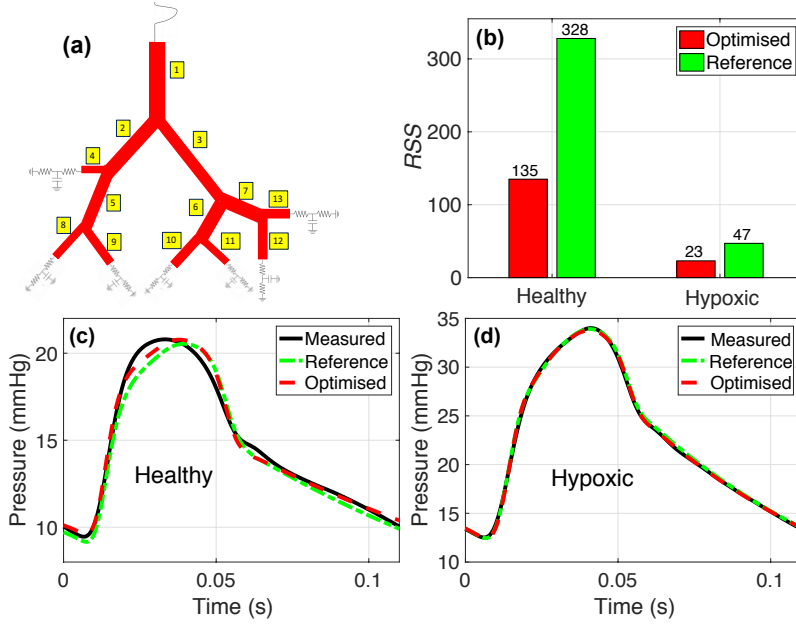 (a)
1
2
3
4
7
13
5
6
8
9
10
11
12
(b)
328
135
23
47
Optimised
Reference
RSS
300
200
100
0
Healthy
Hypoxic
(c)
Measured
Reference
Optimised
Healthy
Pressure (mmHg)
20
15
10
0
0.05
0.1
Time (s)
(d)
Measured
Reference
Optimised
Hypoxic
Pressure (mmHg)
35
30
25
20
15
10
0
0.05
0.1
Time (s)